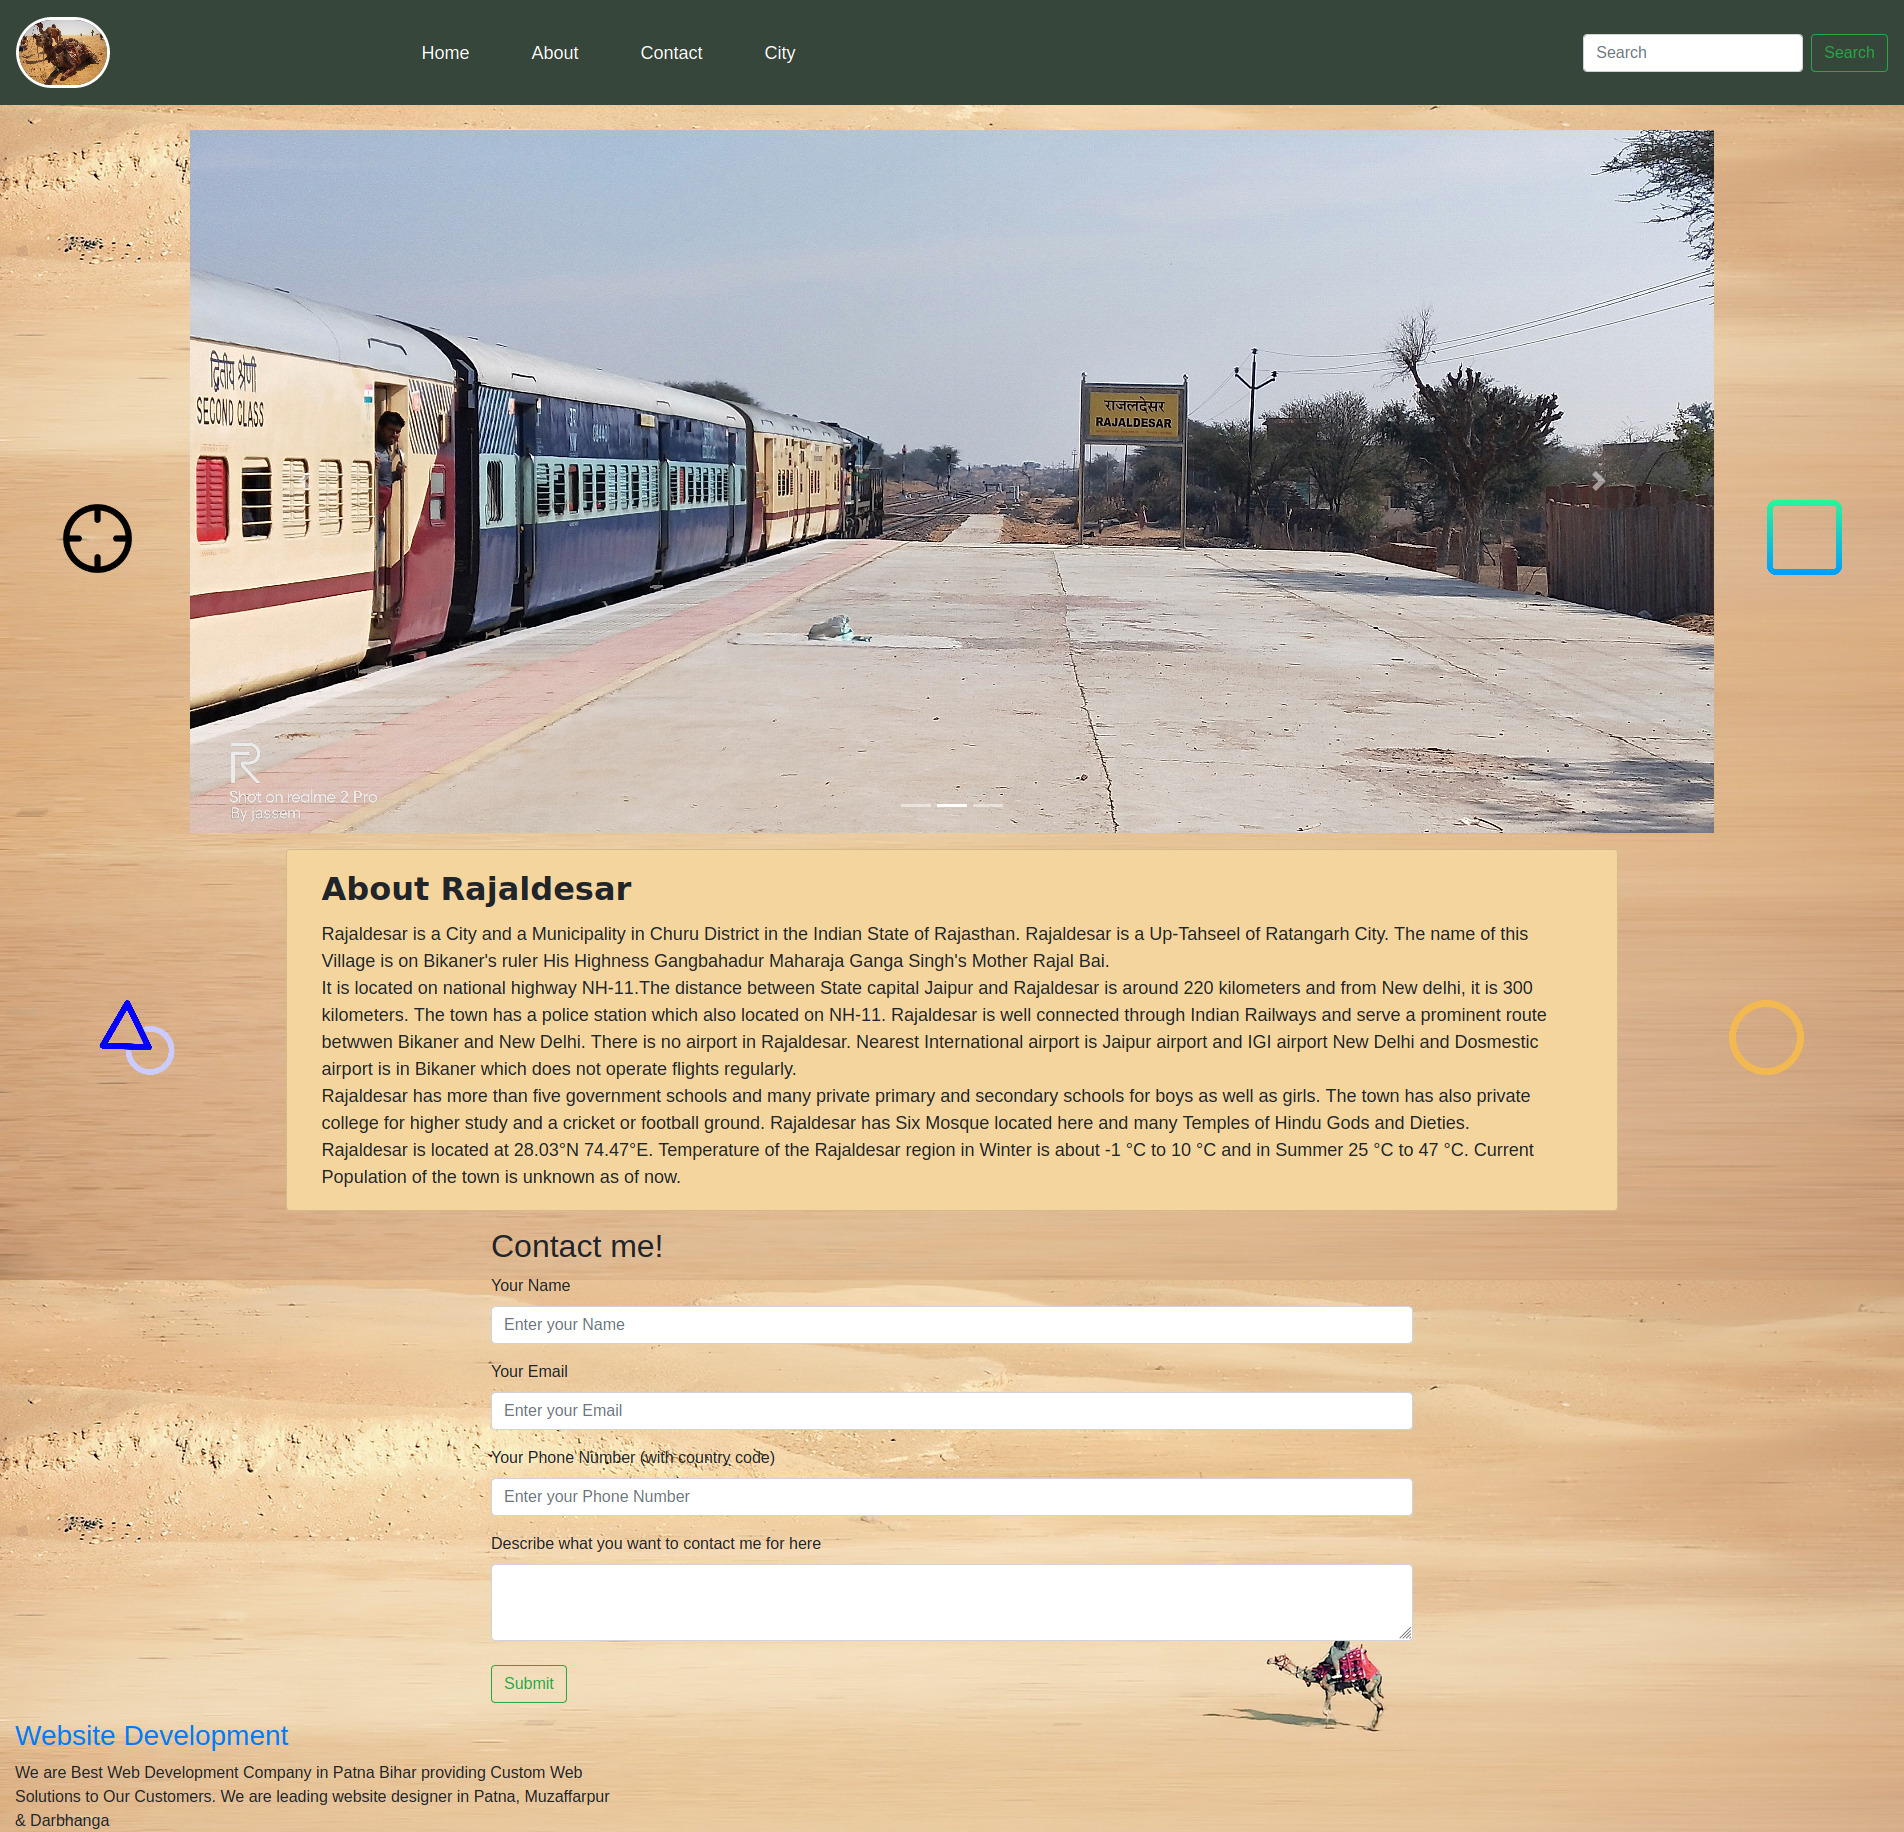 Home About Contact City Search Search
द्वितीय श्रेणी
SECOND CLASS
राजलदेसर
RAJALDESAR
Shot on realme 2 Pro
By jassem
About Rajaldesar
Rajaldesar is a City and a Municipality in Churu District in the Indian State of Rajasthan. Rajaldesar is a Up-Tahseel of Ratangarh City. The name of this
Village is on Bikaner's ruler His Highness Gangbahadur Maharaja Ganga Singh's Mother Rajal Bai.
It is located on national highway NH-11.The distance between State capital Jaipur and Rajaldesar is around 220 kilometers and from New delhi, it is 300
kilometers. The town has a police station which also located on NH-11. Rajaldesar is well connected through Indian Railways and serve a prominent route
betwwen Bikaner and New Delhi. There is no airport in Rajaldesar. Nearest International airport is Jaipur airport and IGI airport New Delhi and Dosmestic
airport is in Bikaner which does not operate flights regularly.
Rajaldesar has more than five government schools and many private primary and secondary schools for boys as well as girls. The town has also private
college for higher study and a cricket or football ground. Rajaldesar has Six Mosque located here and many Temples of Hindu Gods and Dieties.
Rajaldesar is located at 28.03°N 74.47°E. Temperature of the Rajaldesar region in Winter is about -1 °C to 10 °C and in Summer 25 °C to 47 °C. Current
Population of the town is unknown as of now.
Contact me!
Your Name
Enter your Name
Your Email
Enter your Email
Your Phone Number (with country code)
Enter your Phone Number
Describe what you want to contact me for here
Submit
Website Development
We are Best Web Development Company in Patna Bihar providing Custom Web
Solutions to Our Customers. We are leading website designer in Patna, Muzaffarpur
& Darbhanga